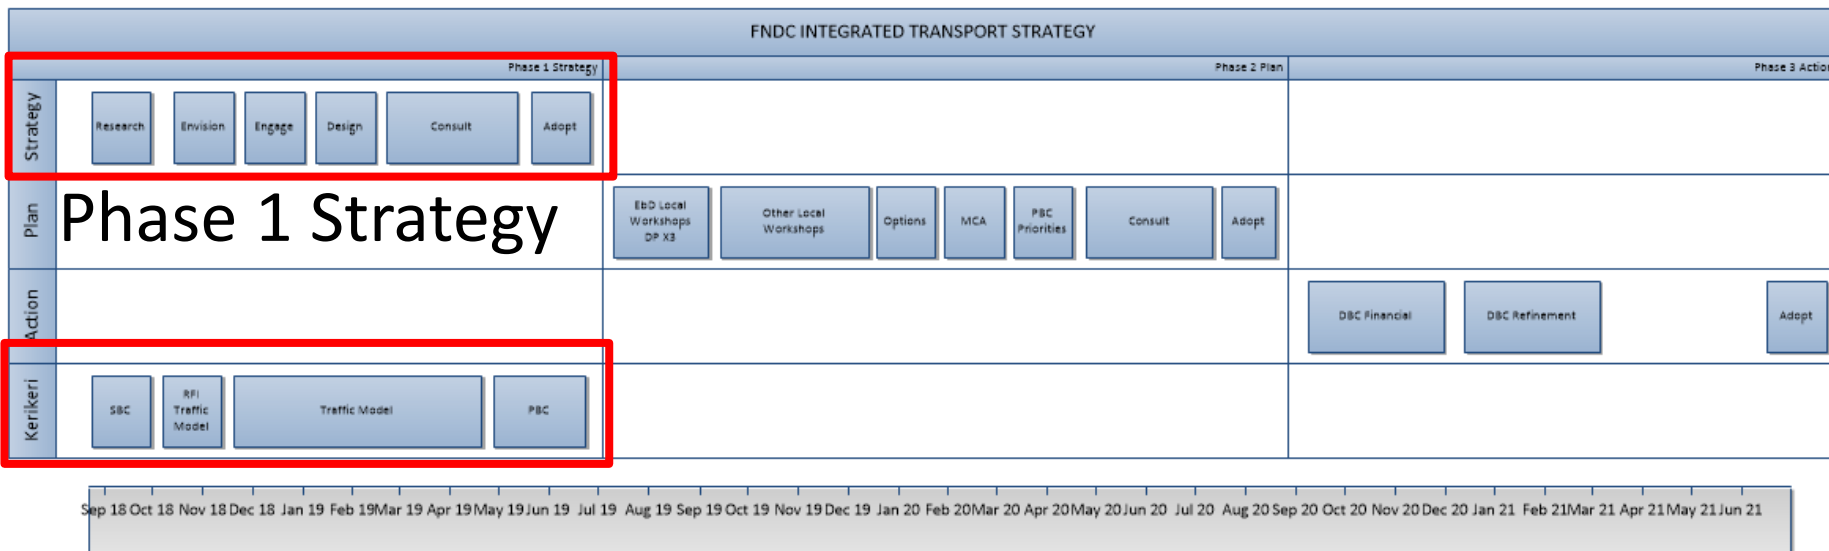 FNDC INTEGRATED TRANSPORT STRATEGY
Phase 1 Strategy
Phase 2 Plan
Phase 3 Action
Strategy
Research
Envision
Engage
Design
Consult
Adopt
Plan
Phase 1 Strategy
EbD Local
Workshops
DP X3
Other Local
Workshops
Options
MCA
PBC
Priorities
Consult
Adopt
Action
DBC Financial
DBC Refinement
Adopt
Kerikeri
SBC
RFI
Traffic
Model
Traffic Model
PBC
Sep 18 Oct 18 Nov 18 Dec 18 Jan 19 Feb 19 Mar 19 Apr 19 May 19 Jun 19 Jul 19 Aug 19 Sep 19 Oct 19 Nov 19 Dec 19 Jan 20 Feb 20 Mar 20 Apr 20 May 20 Jun 20 Jul 20 Aug 20 Sep 20 Oct 20 Nov 20 Dec 20 Jan 21 Feb 21 Mar 21 Apr 21 May 21 Jun 21